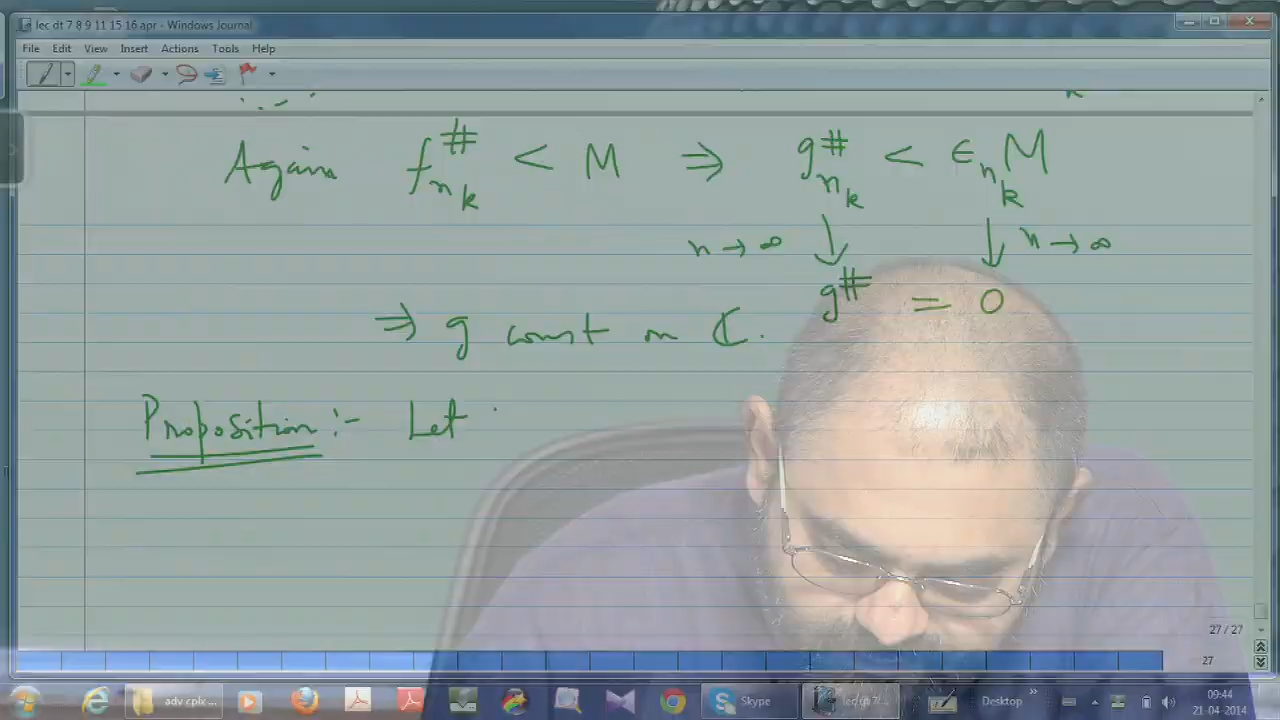 lec dt 7 8 9 11 15 16 apr - Windows Journal
File Edit View Insert Actions Tools Help
Again f#nk < M ⇒ g#nk < ϵnk M
n → ∞ ↓ ↓ n → ∞
g# = 0
⇒ g const on ℂ.
Proposition :- Let
27 / 27
27
adv cplx ... Skype lec dt 7/... Desktop 09:44
21-04-2014